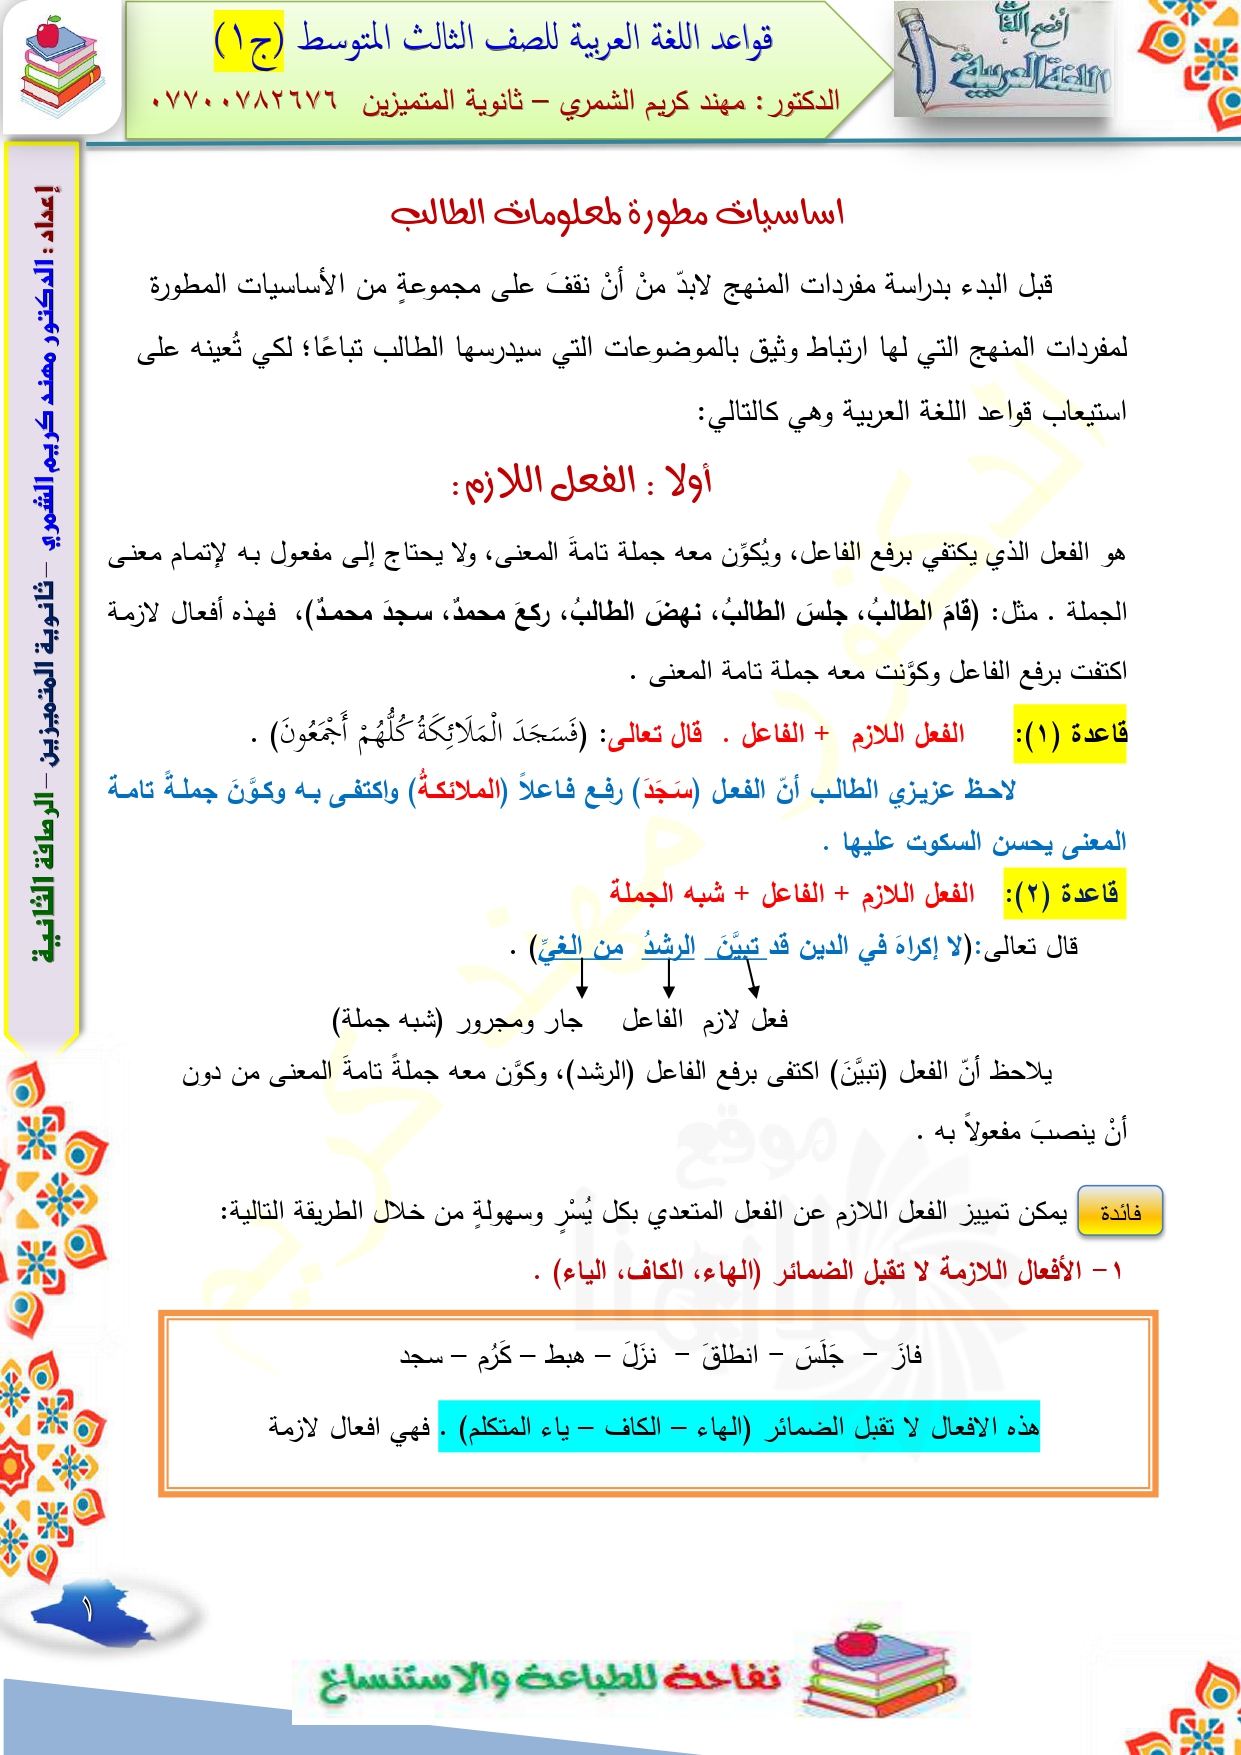 قواعد اللغة العربية للصف الثالث المتوسط (ج١)
الدكتور: مهند كريم الشمري – ثانوية المتميزين ٠٧٧٠٠٧٨٢٦٧٦
اللغة العربية
إعداد : الدكتور مهند كريم الشمري – ثانوية المتميزين – الرصافة الثانية
اساسيات مطورة لمعلومات الطالب
قبل البدء بدراسة مفردات المنهج لابدّ منْ أنْ نقفَ على مجموعةٍ من الأساسيات المطورة
لمفردات المنهج التي لها ارتباط وثيق بالموضوعات التي سيدرسها الطالب تباعًا؛ لكي تُعينه على
استيعاب قواعد اللغة العربية وهي كالتالي:
أولا : الفعل اللازم:
هو الفعل الذي يكتفي برفع الفاعل، ويُكوِّن معه جملة تامةَ المعنى، ولا يحتاج إلى مفعول به لإتمام معنى
الجملة . مثل: (قامَ الطالبُ، جلسَ الطالبُ، نهضَ الطالبُ، ركعَ محمدٌ، سجدَ محمدٌ)، فهذه أفعال لازمة
اكتفت برفع الفاعل وكوَّنت معه جملة تامة المعنى .
قاعدة (١): الفعل اللازم + الفاعل . قال تعالى: (فَسَجَدَ الْمَلَائِكَةُ كُلُّهُمْ أَجْمَعُونَ) .
لاحظ عزيزي الطالب أنّ الفعل (سَجَدَ) رفع فاعلاً (الملائكةُ) واكتفى به وكوَّنَ جملةً تامة
المعنى يحسن السكوت عليها .
قاعدة (٢): الفعل اللازم + الفاعل + شبه الجملة
قال تعالى:(لا إكراهَ في الدين قد تبيَّنَ الرشدُ من الغيِّ) .
فعل لازم الفاعل جار ومجرور (شبه جملة)
يلاحظ أنّ الفعل (تبيَّنَ) اكتفى برفع الفاعل (الرشد)، وكوَّن معه جملةً تامةَ المعنى من دون
أنْ ينصبَ مفعولاً به .
فائدة يمكن تمييز الفعل اللازم عن الفعل المتعدي بكل يُسْرٍ وسهولةٍ من خلال الطريقة التالية:
١– الأفعال اللازمة لا تقبل الضمائر (الهاء، الكاف، الياء) .
فازَ – جَلَسَ – انطلقَ – نزَلَ – هبط – كَرُم – سجد
هذه الافعال لا تقبل الضمائر (الهاء – الكاف – ياء المتكلم) . فهي افعال لازمة
١
تفاحة للطباعة والاستنساخ
الدكتور مهند كريم
موقع
ملازمنا